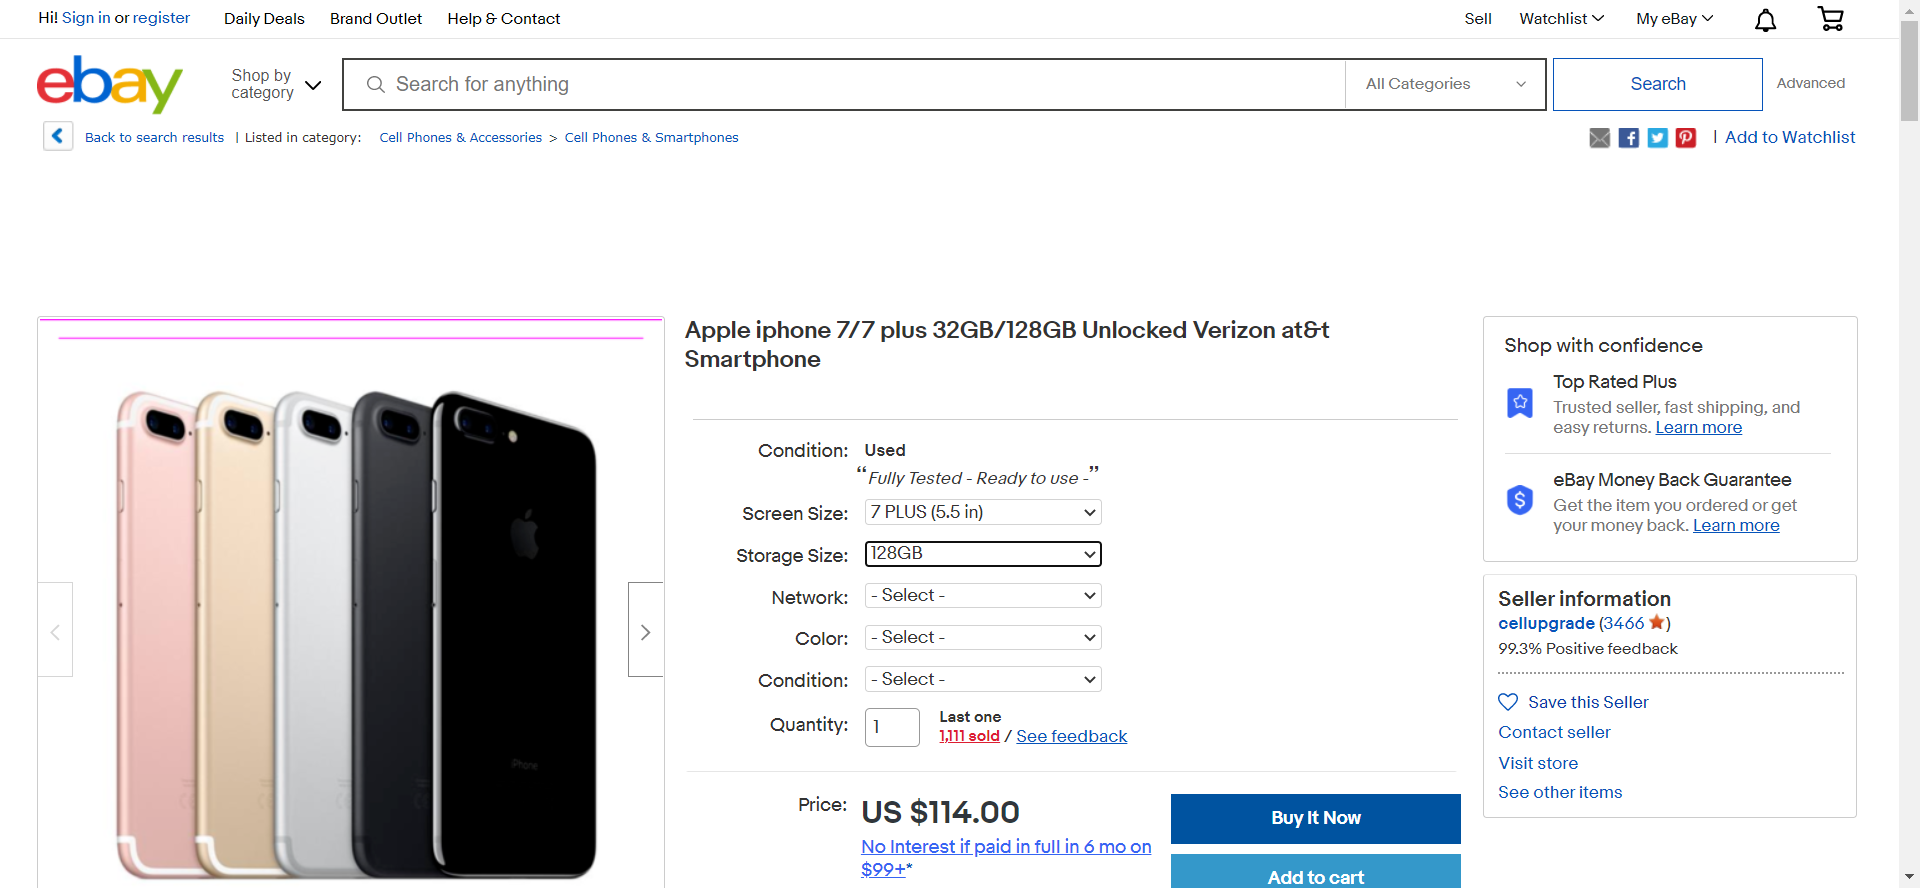 Hi! Sign in or register
Daily Deals
Brand Outlet
Help & Contact
Sell
Watchlist
My eBay
ebay
Shop by
category
Search for anything
All Categories
Search
Advanced
Back to search results | Listed in category: Cell Phones & Accessories > Cell Phones & Smartphones
| Add to Watchlist
Apple iphone 7/7 plus 32GB/128GB Unlocked Verizon at&t
Smartphone
Condition: Used
“Fully Tested - Ready to use -”
Screen Size: 7 PLUS (5.5 in)
Storage Size: 128GB
Network: - Select -
Color: - Select -
Condition: - Select -
Quantity: 1
Last one
1,111 sold / See feedback
Price: US $114.00
No Interest if paid in full in 6 mo on
$99+*
Buy It Now
Add to cart
iPhone
Shop with confidence
Top Rated Plus
Trusted seller, fast shipping, and
easy returns. Learn more
eBay Money Back Guarantee
Get the item you ordered or get
your money back. Learn more
Seller information
cellupgrade (3466)
99.3% Positive feedback
Save this Seller
Contact seller
Visit store
See other items